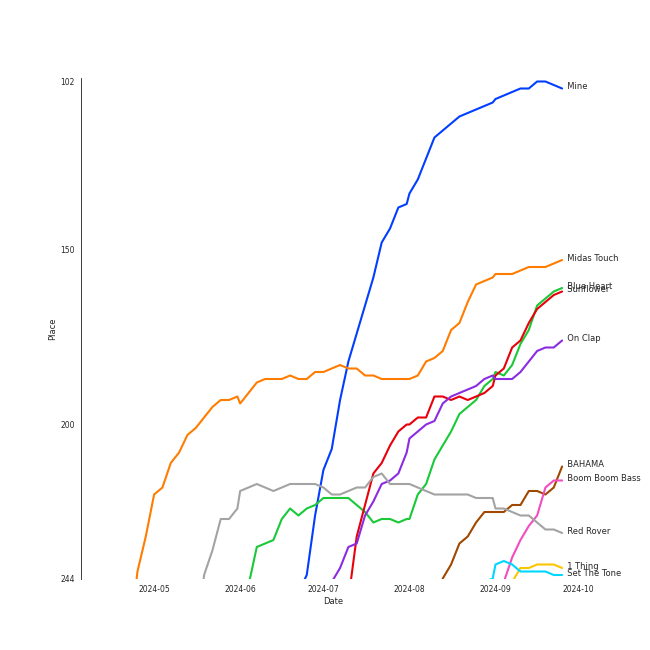 102
Mine
150
Midas Touch
Blue Heart
Sunflower
Place
On Clap
200
BAHAMA
Boom Boom Bass
Red Rover
1 Thing
Set The Tone
244
2024-05
2024-06
2024-07
2024-08
2024-09
2024-10
Date